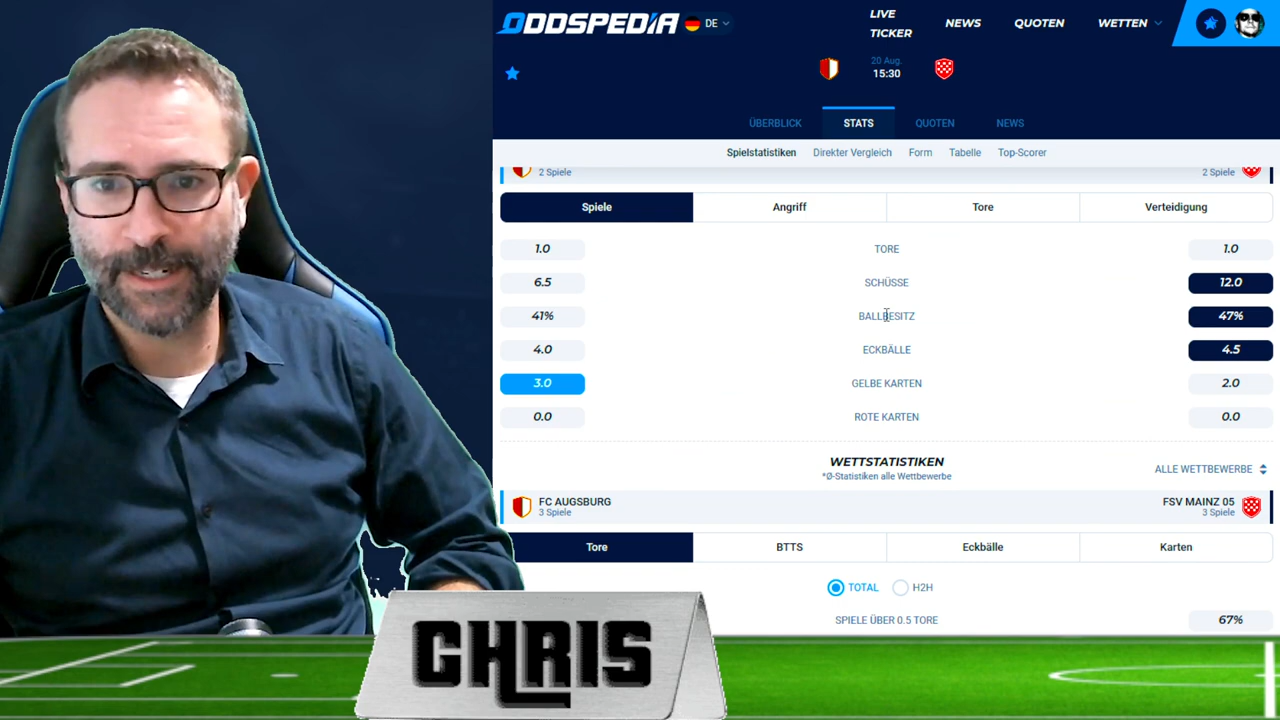 ODDSPEDIA
DE
LIVE
TICKER
NEWS
QUOTEN
WETTEN
20 Aug.
15:30
ÜBERBLICK
STATS
QUOTEN
NEWS
Spielstatistiken
Direkter Vergleich
Form
Tabelle
Top-Scorer
2 Spiele
2 Spiele
Spiele
Angriff
Tore
Verteidigung
1.0 TORE 1.0
6.5 SCHÜSSE 12.0
41% BALLBESITZ 47%
4.0 ECKBÄLLE 4.5
3.0 GELBE KARTEN 2.0
0.0 ROTE KARTEN 0.0
WETTSTATISTIKEN
*Ø-Statistiken alle Wettbewerbe
ALLE WETTBEWERBE
FC AUGSBURG
3 Spiele
FSV MAINZ 05
3 Spiele
Tore
BTTS
Eckbälle
Karten
TOTAL
H2H
SPIELE ÜBER 0.5 TORE 67%
CHRIS